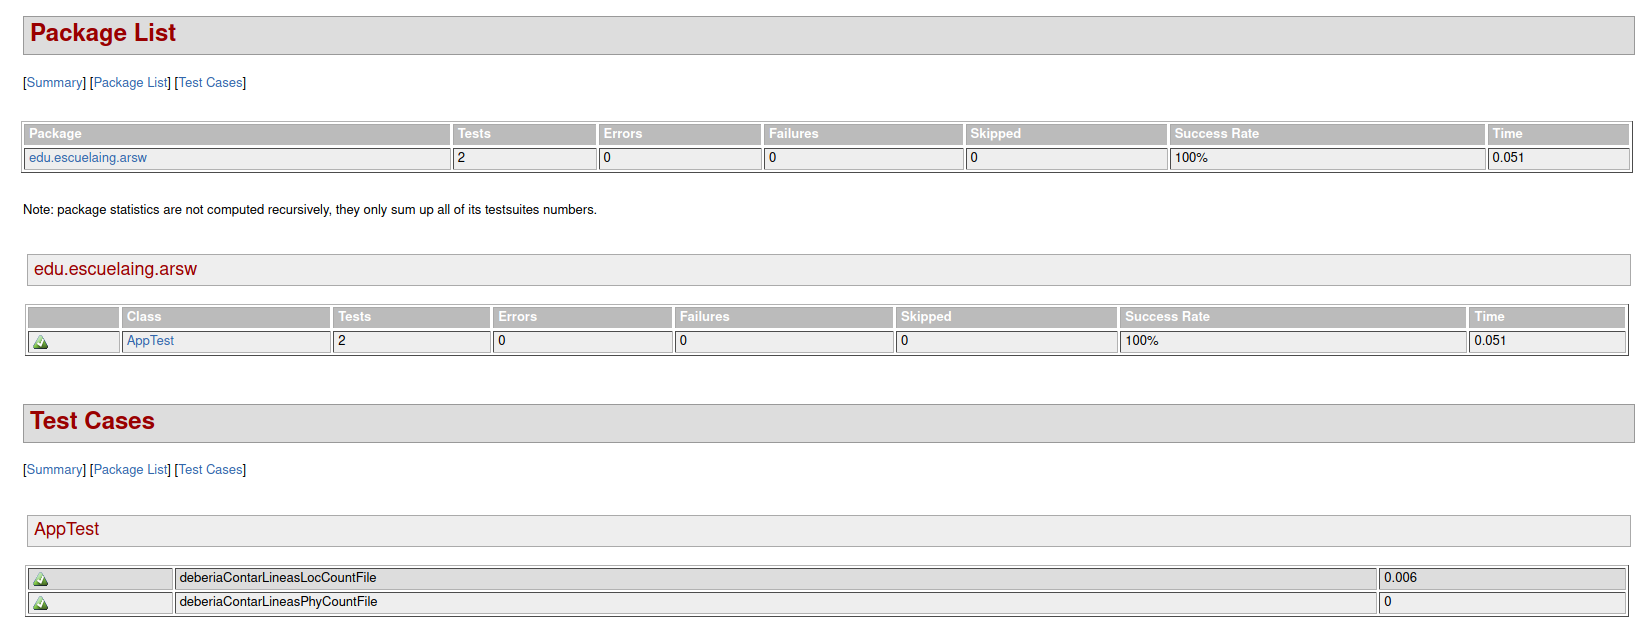 Package List
[Summary] [Package List] [Test Cases]
Package Tests Errors Failures Skipped Success Rate Time
edu.escuelaing.arsw 2 0 0 0 100% 0.051
Note: package statistics are not computed recursively, they only sum up all of its testsuites numbers.
edu.escuelaing.arsw
Class Tests Errors Failures Skipped Success Rate Time
AppTest 2 0 0 0 100% 0.051
Test Cases
[Summary] [Package List] [Test Cases]
AppTest
deberiaContarLineasLocCountFile 0.006
deberiaContarLineasPhyCountFile 0